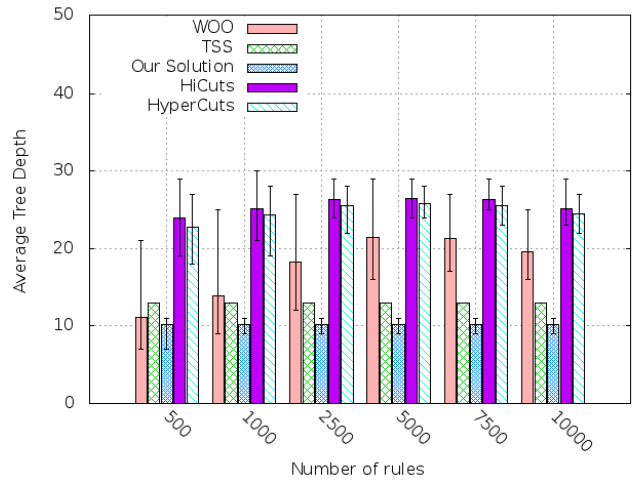 50
40
30
20
10
0
Average Tree Depth
WOO
TSS
Our Solution
HiCuts
HyperCuts
500
1000
2500
5000
7500
10000
Number of rules